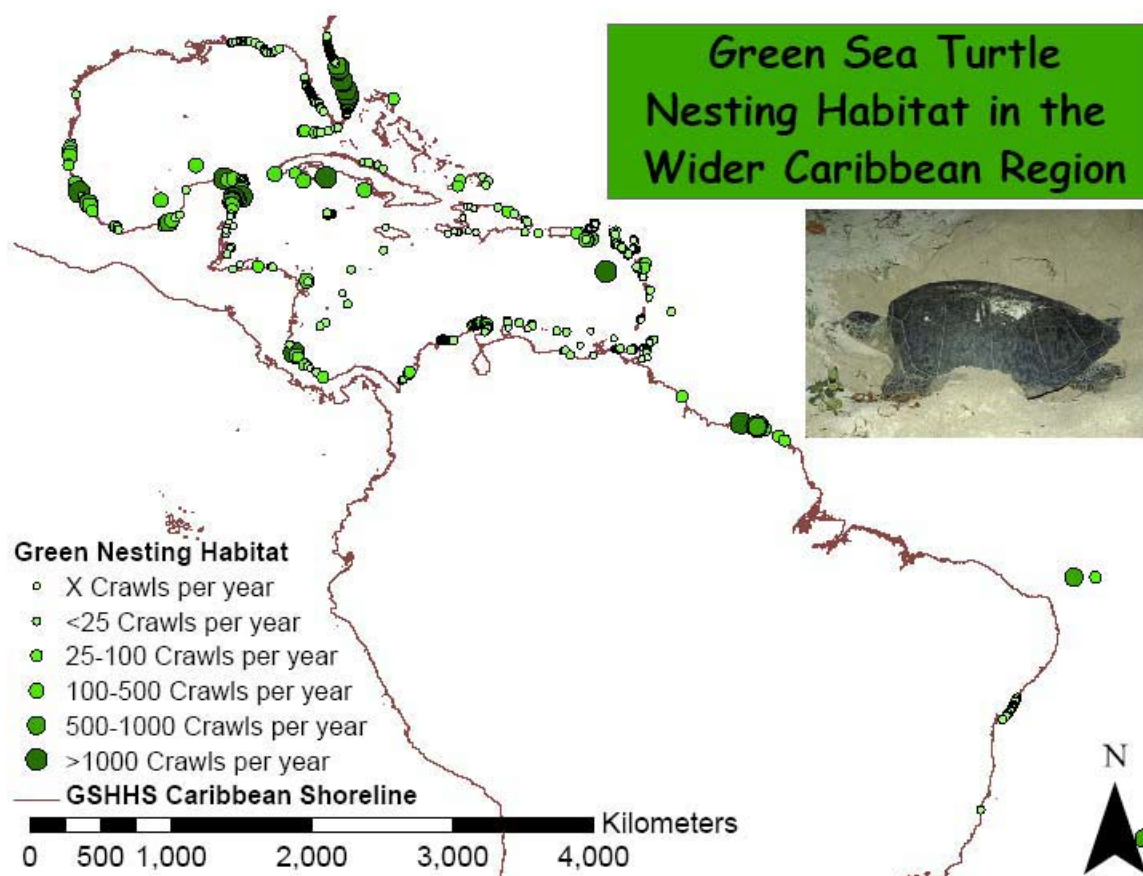 Green Sea Turtle
Nesting Habitat in the
Wider Caribbean Region
Green Nesting Habitat
X Crawls per year
<25 Crawls per year
25-100 Crawls per year
100-500 Crawls per year
500-1000 Crawls per year
>1000 Crawls per year
GSHHS Caribbean Shoreline
Kilometers
0 500 1,000 2,000 3,000 4,000
N